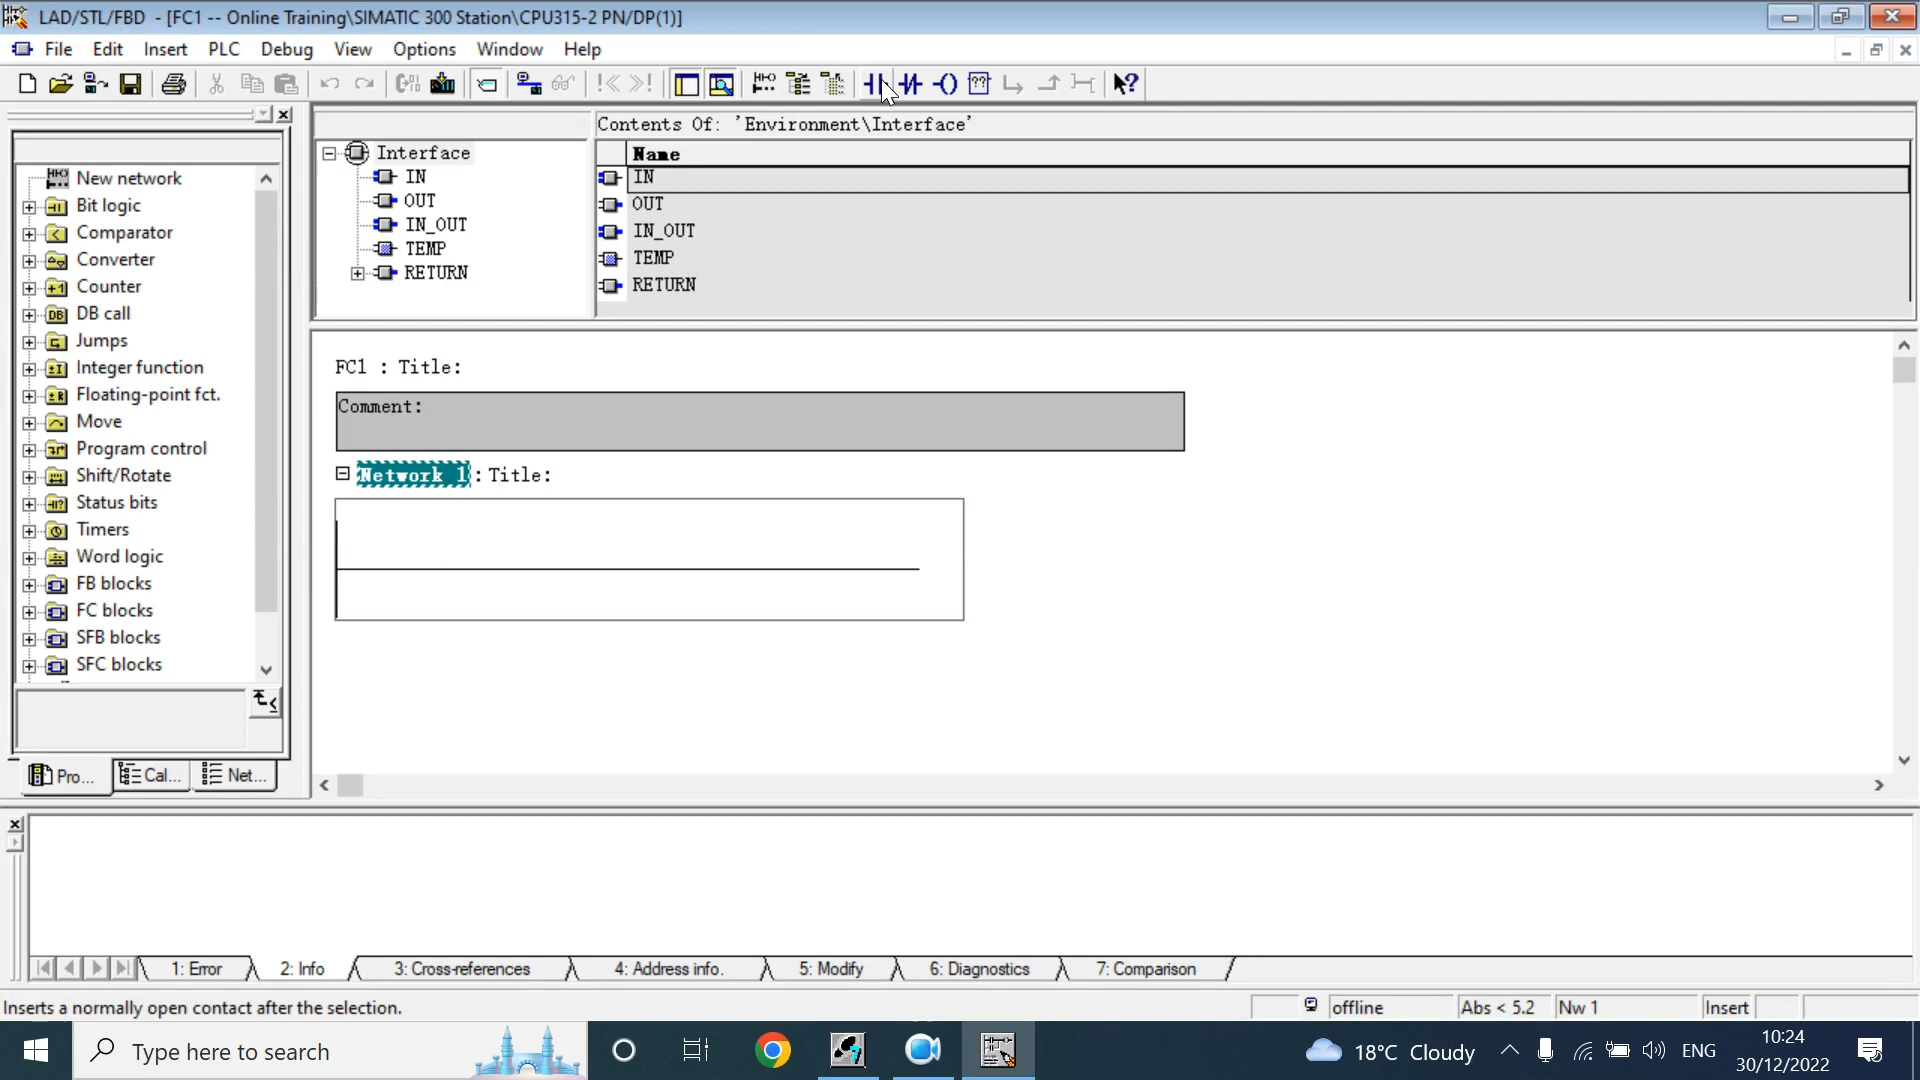 LAD/STL/FBD - [FC1 -- Online Training\SIMATIC 300 Station\CPU315-2 PN/DP(1)]
File Edit Insert PLC Debug View Options Window Help
Contents Of: 'Environment\Interface'
Interface
IN
OUT
IN_OUT
TEMP
RETURN
Name
IN
OUT
IN_OUT
TEMP
RETURN
New network
Bit logic
Comparator
Converter
Counter
DB call
Jumps
Integer function
Floating-point fct.
Move
Program control
Shift/Rotate
Status bits
Timers
Word logic
FB blocks
FC blocks
SFB blocks
SFC blocks
Pro... Cal... Net...
FC1 : Title:
Comment:
Network 1 : Title:
1: Error 2: Info 3: Cross-references 4: Address info. 5: Modify 6: Diagnostics 7: Comparison
Inserts a normally open contact after the selection.
offline Abs < 5.2 Nw 1 Insert
Type here to search
18°C Cloudy ENG
10:24
30/12/2022